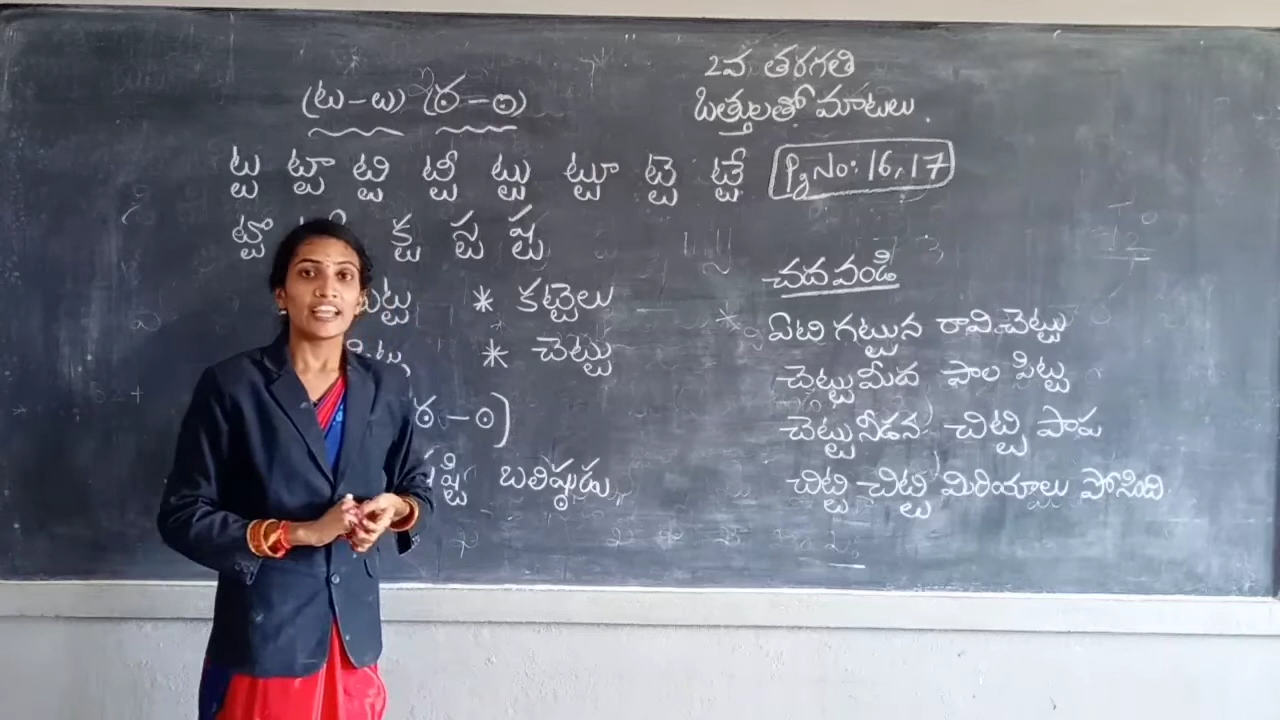 2వ తరగతి
ఒత్తులతో మాటలు.
(ట - ్ట) (ఠ - ్ఠ)
ట్ట ట్టా ట్టి ట్టీ ట్టు ట్టూ ట్టె ట్టే
Pg No: 16, 17
ట్టొ క్ట స్ట ష్ట
* కట్టెలు
* చెట్టు
ఠ - ్ఠ)
బలిష్ఠుడు,
చదవండి
* ఏటి గట్టున రావి చెట్టు
చెట్టు మీద పాల పిట్ట
చెట్టు నీడన చిట్టి పాప
చిట్టి చిట్టి మిరియాలు పోసింది